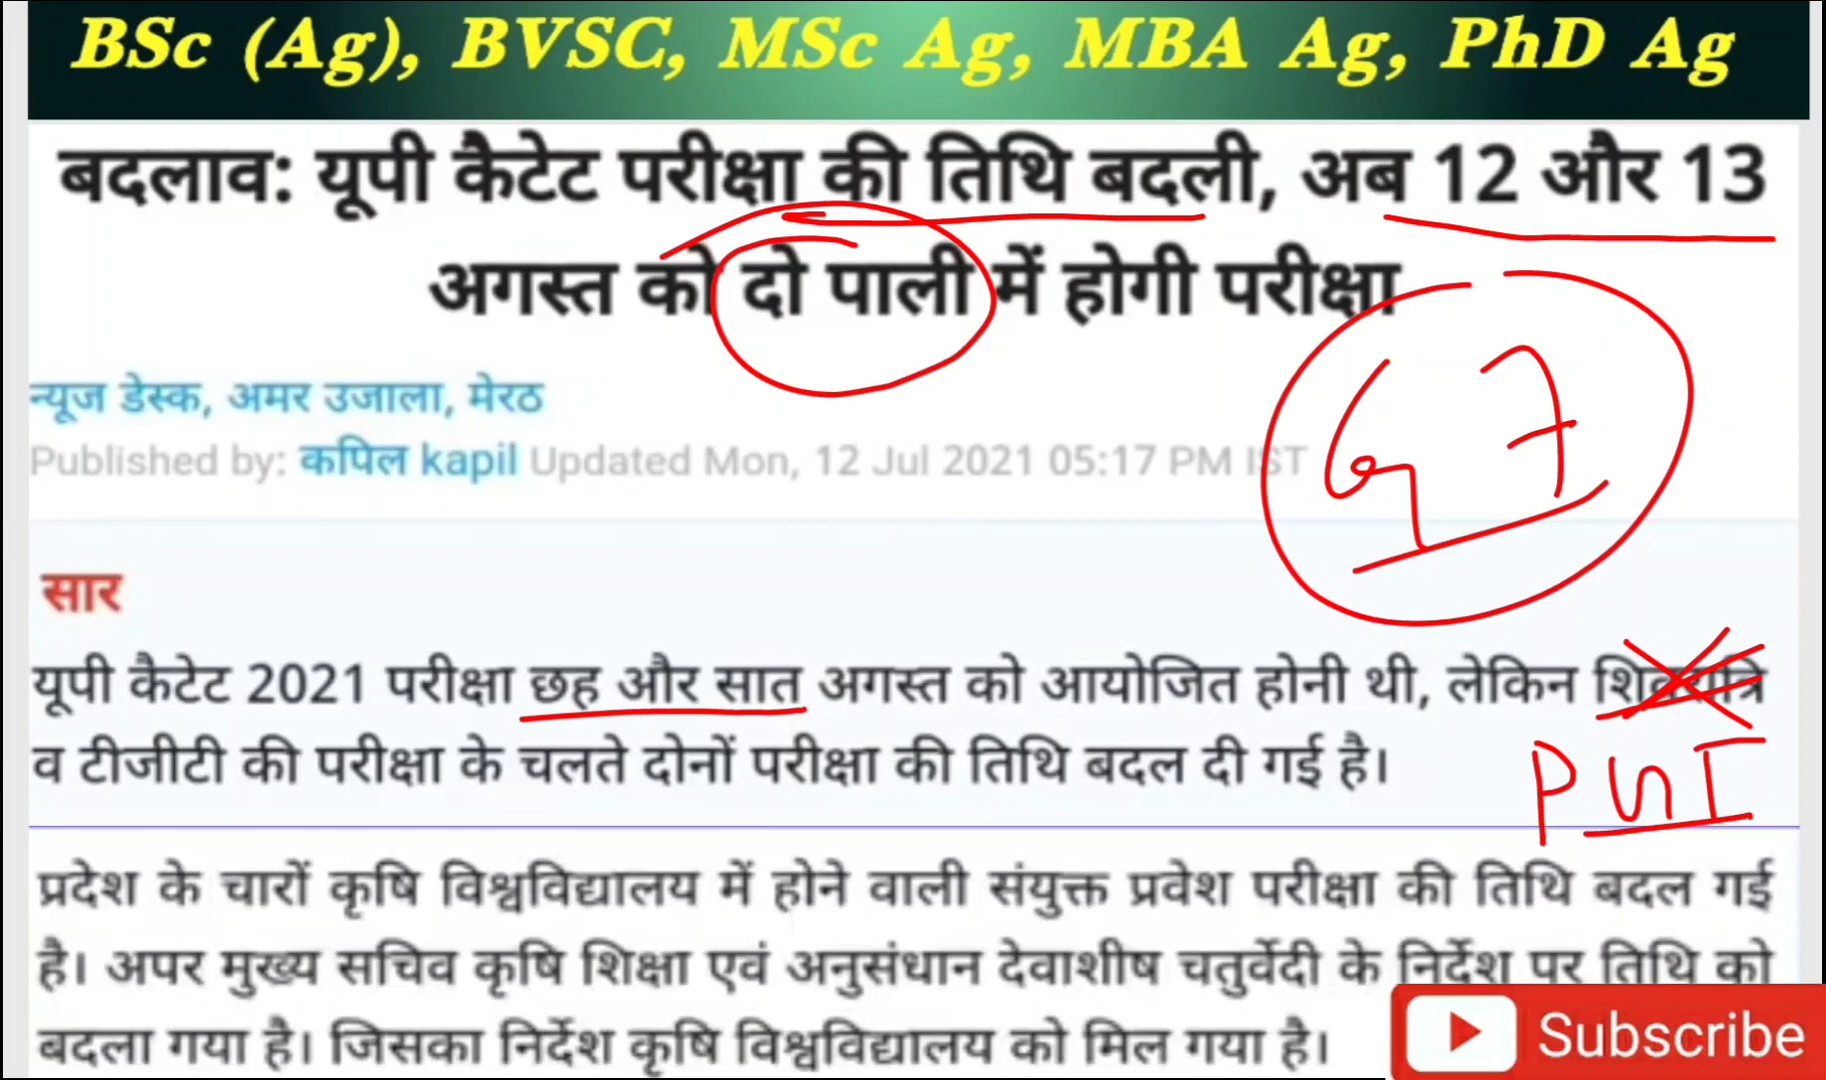 BSc (Ag), BVSC, MSc Ag, MBA Ag, PhD Ag
बदलाव: यूपी कैटेट परीक्षा की तिथि बदली, अब 12 और 13
अगस्त को दो पाली में होगी परीक्षा
न्यूज डेस्क, अमर उजाला, मेरठ
Published by: कपिल kapil Updated Mon, 12 Jul 2021 05:17 PM IST
सार
यूपी कैटेट 2021 परीक्षा छह और सात अगस्त को आयोजित होनी थी, लेकिन शिवरात्रि
व टीजीटी की परीक्षा के चलते दोनों परीक्षा की तिथि बदल दी गई है।
प्रदेश के चारों कृषि विश्वविद्यालय में होने वाली संयुक्त प्रवेश परीक्षा की तिथि बदल गई
है। अपर मुख्य सचिव कृषि शिक्षा एवं अनुसंधान देवाशीष चतुर्वेदी के निर्देश पर तिथि को
बदला गया है। जिसका निर्देश कृषि विश्वविद्यालय को मिल गया है।
Subscribe